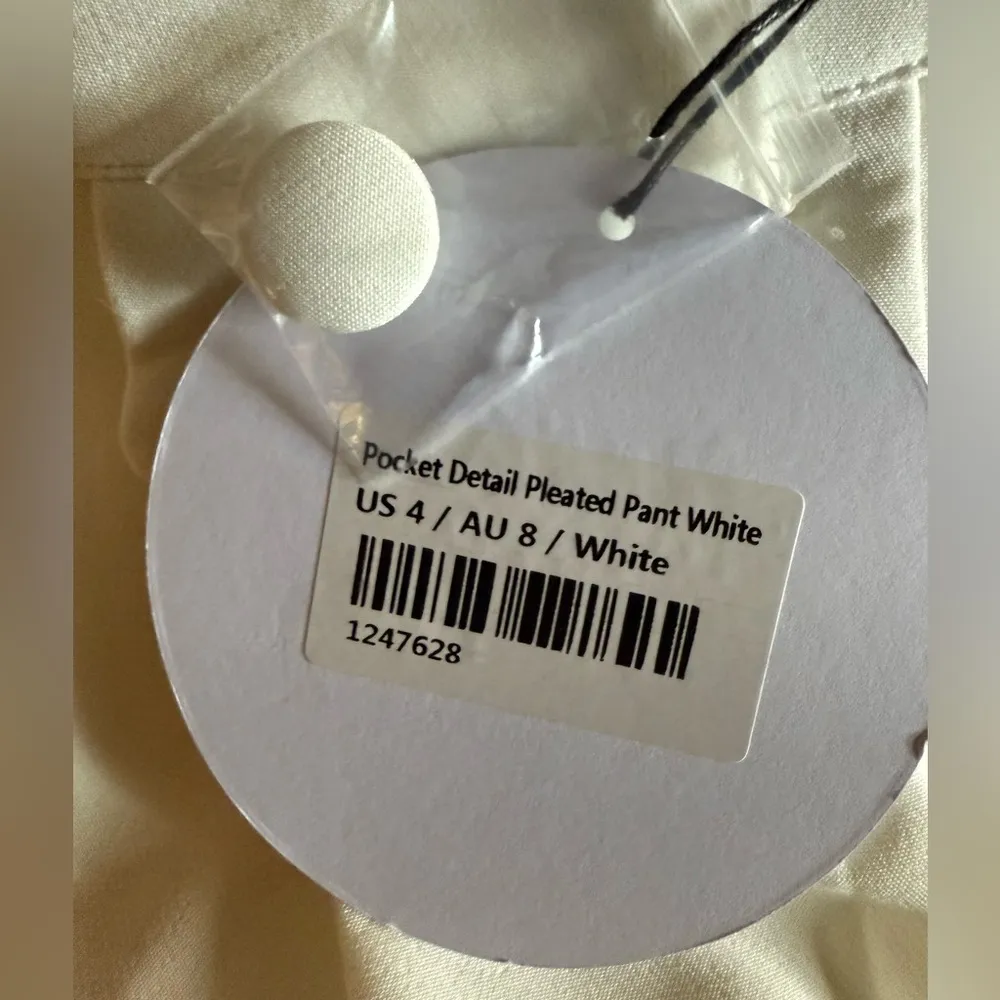 Pocket Detail Pleated Pant White
US 4 / AU 8 / White
1247628